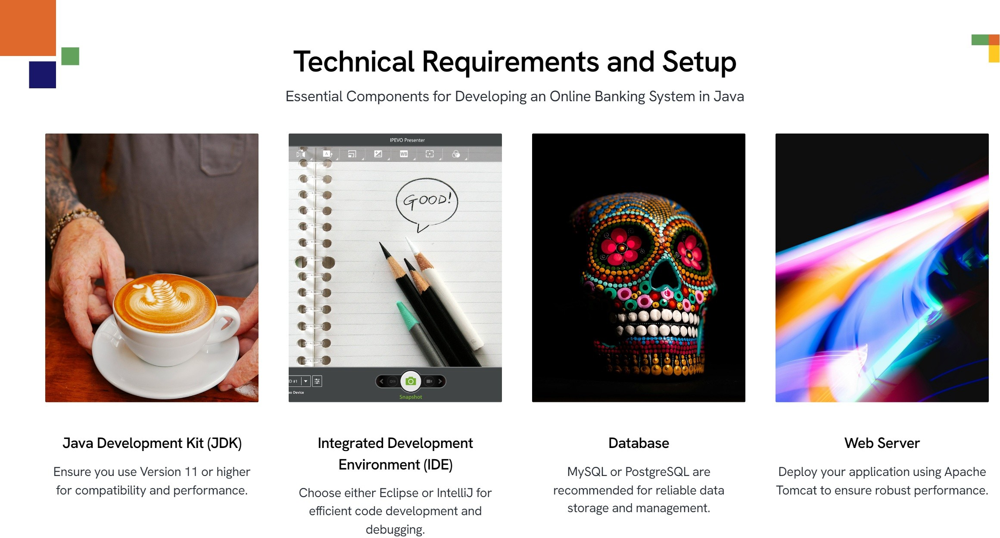 Technical Requirements and Setup
Essential Components for Developing an Online Banking System in Java
IPEVO Presenter
A
WB
GOOD!
D #1
eo Device
Snapshot
Java Development Kit (JDK)
Ensure you use Version 11 or higher
for compatibility and performance.
Integrated Development
Environment (IDE)
Choose either Eclipse or IntelliJ for
efficient code development and
debugging.
Database
MySQL or PostgreSQL are
recommended for reliable data
storage and management.
Web Server
Deploy your application using Apache
Tomcat to ensure robust performance.